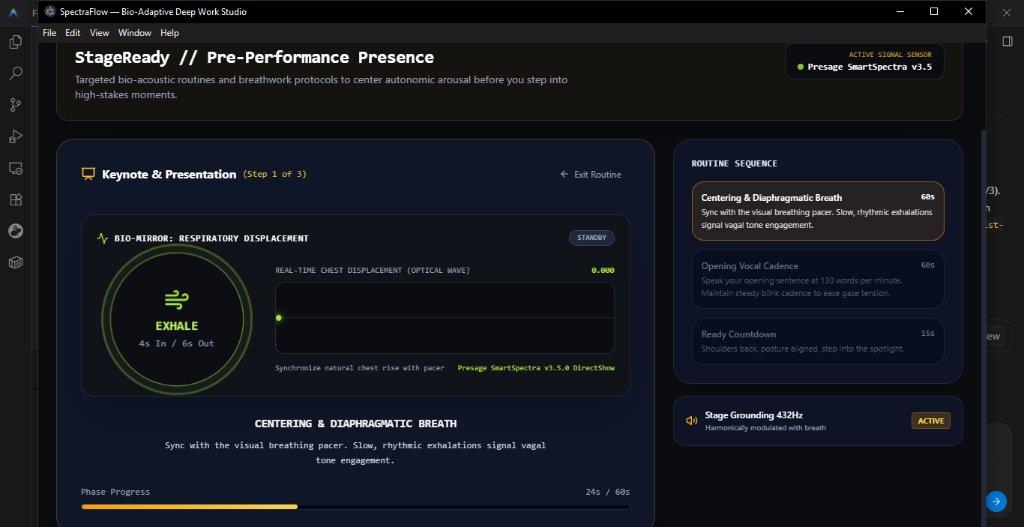 SpectraFlow — Bio-Adaptive Deep Work Studio
File Edit View Window Help
StageReady // Pre-Performance Presence
Targeted bio-acoustic routines and breathwork protocols to center autonomic arousal before you step into
high-stakes moments.
ACTIVE SIGNAL SENSOR
Presage SmartSpectra v3.5
Keynote & Presentation (Step 1 of 3)
← Exit Routine
BIO-MIRROR: RESPIRATORY DISPLACEMENT
STANDBY
EXHALE
4s In / 6s Out
REAL-TIME CHEST DISPLACEMENT (OPTICAL WAVE)
0.000
Synchronize natural chest rise with pacer
Presage SmartSpectra v3.5.0 DirectShow
CENTERING & DIAPHRAGMATIC BREATH
Sync with the visual breathing pacer. Slow, rhythmic exhalations signal vagal
tone engagement.
Phase Progress
24s / 60s
ROUTINE SEQUENCE
Centering & Diaphragmatic Breath 60s
Sync with the visual breathing pacer. Slow, rhythmic exhalations
signal vagal tone engagement.
Opening Vocal Cadence 60s
Speak your opening sentence at 130 words per minute.
Maintain steady blink cadence to ease gaze tension.
Ready Countdown 15s
Shoulders back, posture aligned, step into the spotlight.
Stage Grounding 432Hz
Harmonically modulated with breath
ACTIVE
/3).
ist-